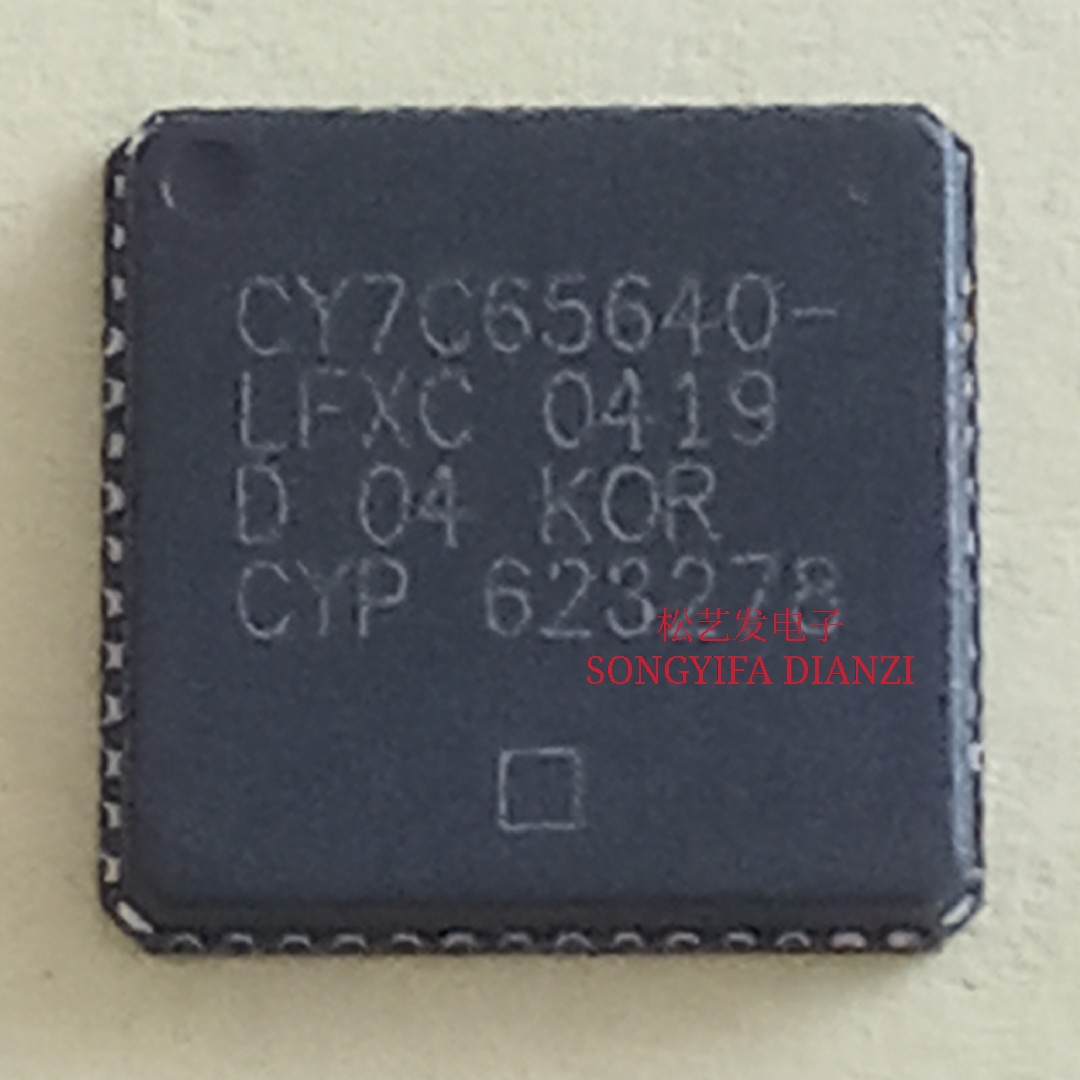 CY7C65640-
LFXC 0419
D 04 KOR
CYP 623278
松艺发电子
SONGYIFA DIANZI